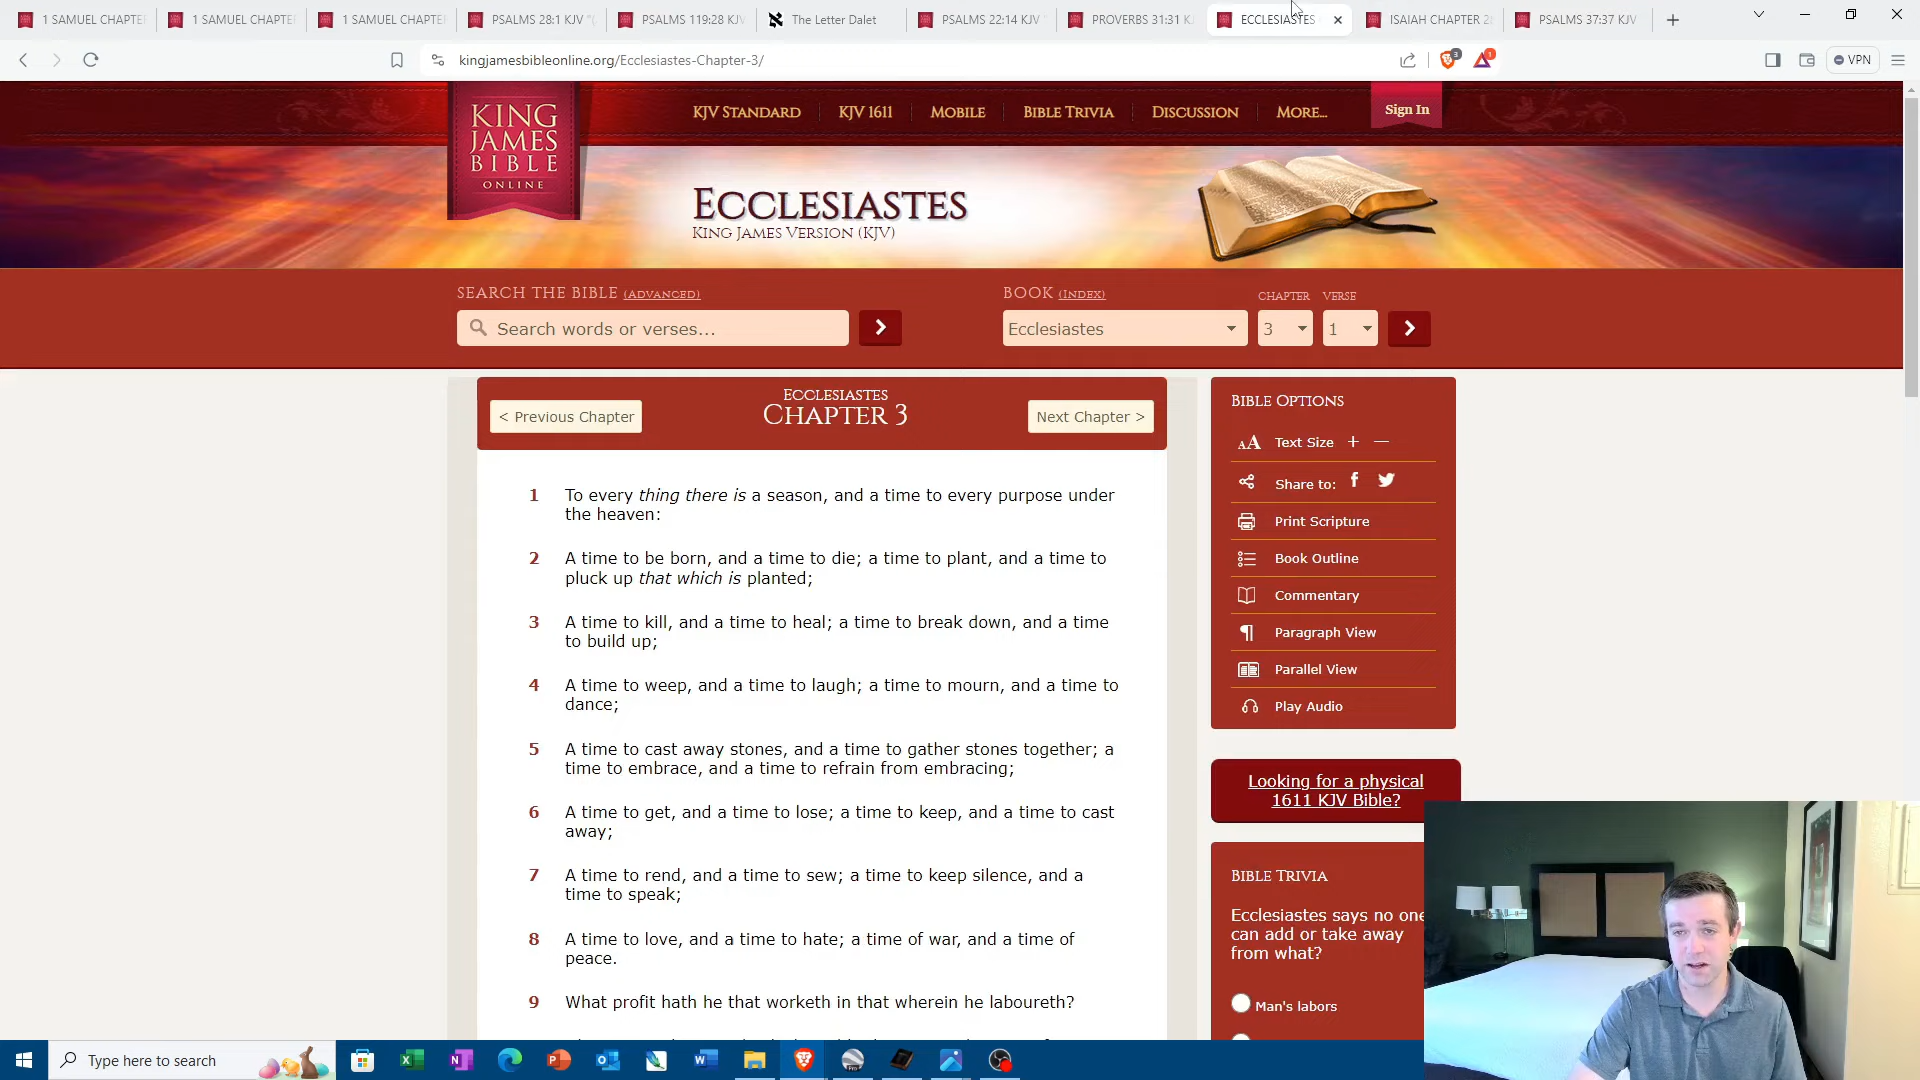 1 SAMUEL CHAPTE
1 SAMUEL CHAPTE
1 SAMUEL CHAPTE
PSALMS 28:1 KJV "(
PSALMS 119:28 KJV
The Letter Dalet
PSALMS 22:14 KJV "
PROVERBS 31:31 KJ
ECCLESIASTES
ISAIAH CHAPTER 2
PSALMS 37:37 KJV
kingjamesbibleonline.org/Ecclesiastes-Chapter-3/
3
1
VPN
KING
JAMES
BIBLE
ONLINE
KJV STANDARD
KJV 1611
MOBILE
BIBLE TRIVIA
DISCUSSION
MORE...
Sign In
ECCLESIASTES
KING JAMES VERSION (KJV)
SEARCH THE BIBLE (ADVANCED)
Search words or verses...
BOOK (INDEX)
CHAPTER
VERSE
Ecclesiastes
3
1
< Previous Chapter
ECCLESIASTES
CHAPTER 3
Next Chapter >
1 To every thing there is a season, and a time to every purpose under
the heaven:
2 A time to be born, and a time to die; a time to plant, and a time to
pluck up that which is planted;
3 A time to kill, and a time to heal; a time to break down, and a time
to build up;
4 A time to weep, and a time to laugh; a time to mourn, and a time to
dance;
5 A time to cast away stones, and a time to gather stones together; a
time to embrace, and a time to refrain from embracing;
6 A time to get, and a time to lose; a time to keep, and a time to cast
away;
7 A time to rend, and a time to sew; a time to keep silence, and a
time to speak;
8 A time to love, and a time to hate; a time of war, and a time of
peace.
9 What profit hath he that worketh in that wherein he laboureth?
BIBLE OPTIONS
AA Text Size + —
Share to:
Print Scripture
Book Outline
Commentary
Paragraph View
Parallel View
Play Audio
Looking for a physical
1611 KJV Bible?
BIBLE TRIVIA
Ecclesiastes says no one
can add or take away
from what?
Man's labors
Type here to search